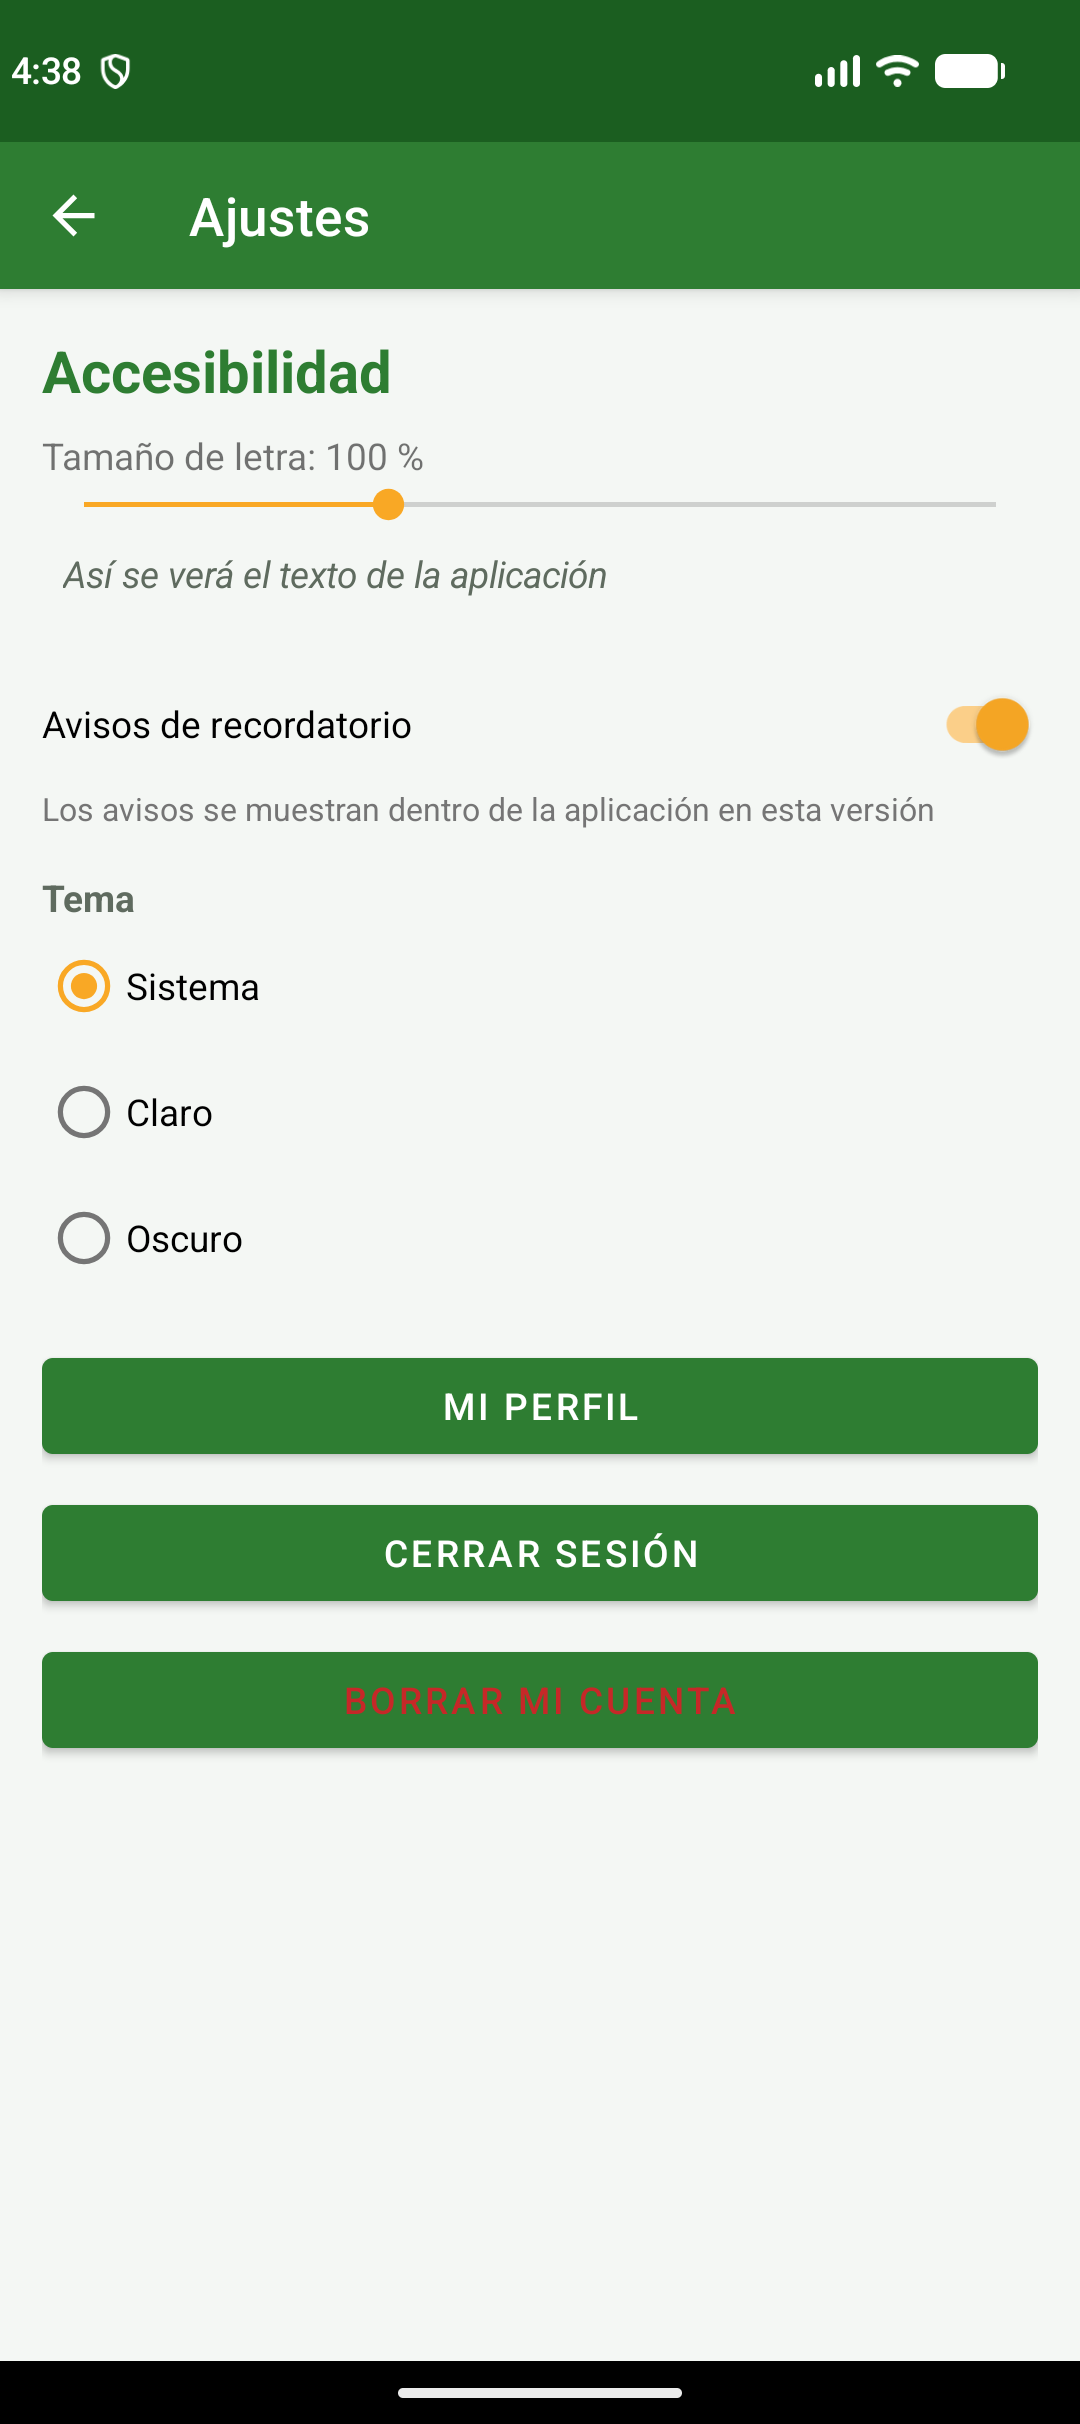 4:38
Ajustes
Accesibilidad
Tamaño de letra: 100 %
Así se verá el texto de la aplicación
Avisos de recordatorio
Los avisos se muestran dentro de la aplicación en esta versión
Tema
Sistema
Claro
Oscuro
MI PERFIL
CERRAR SESIÓN
BORRAR MI CUENTA